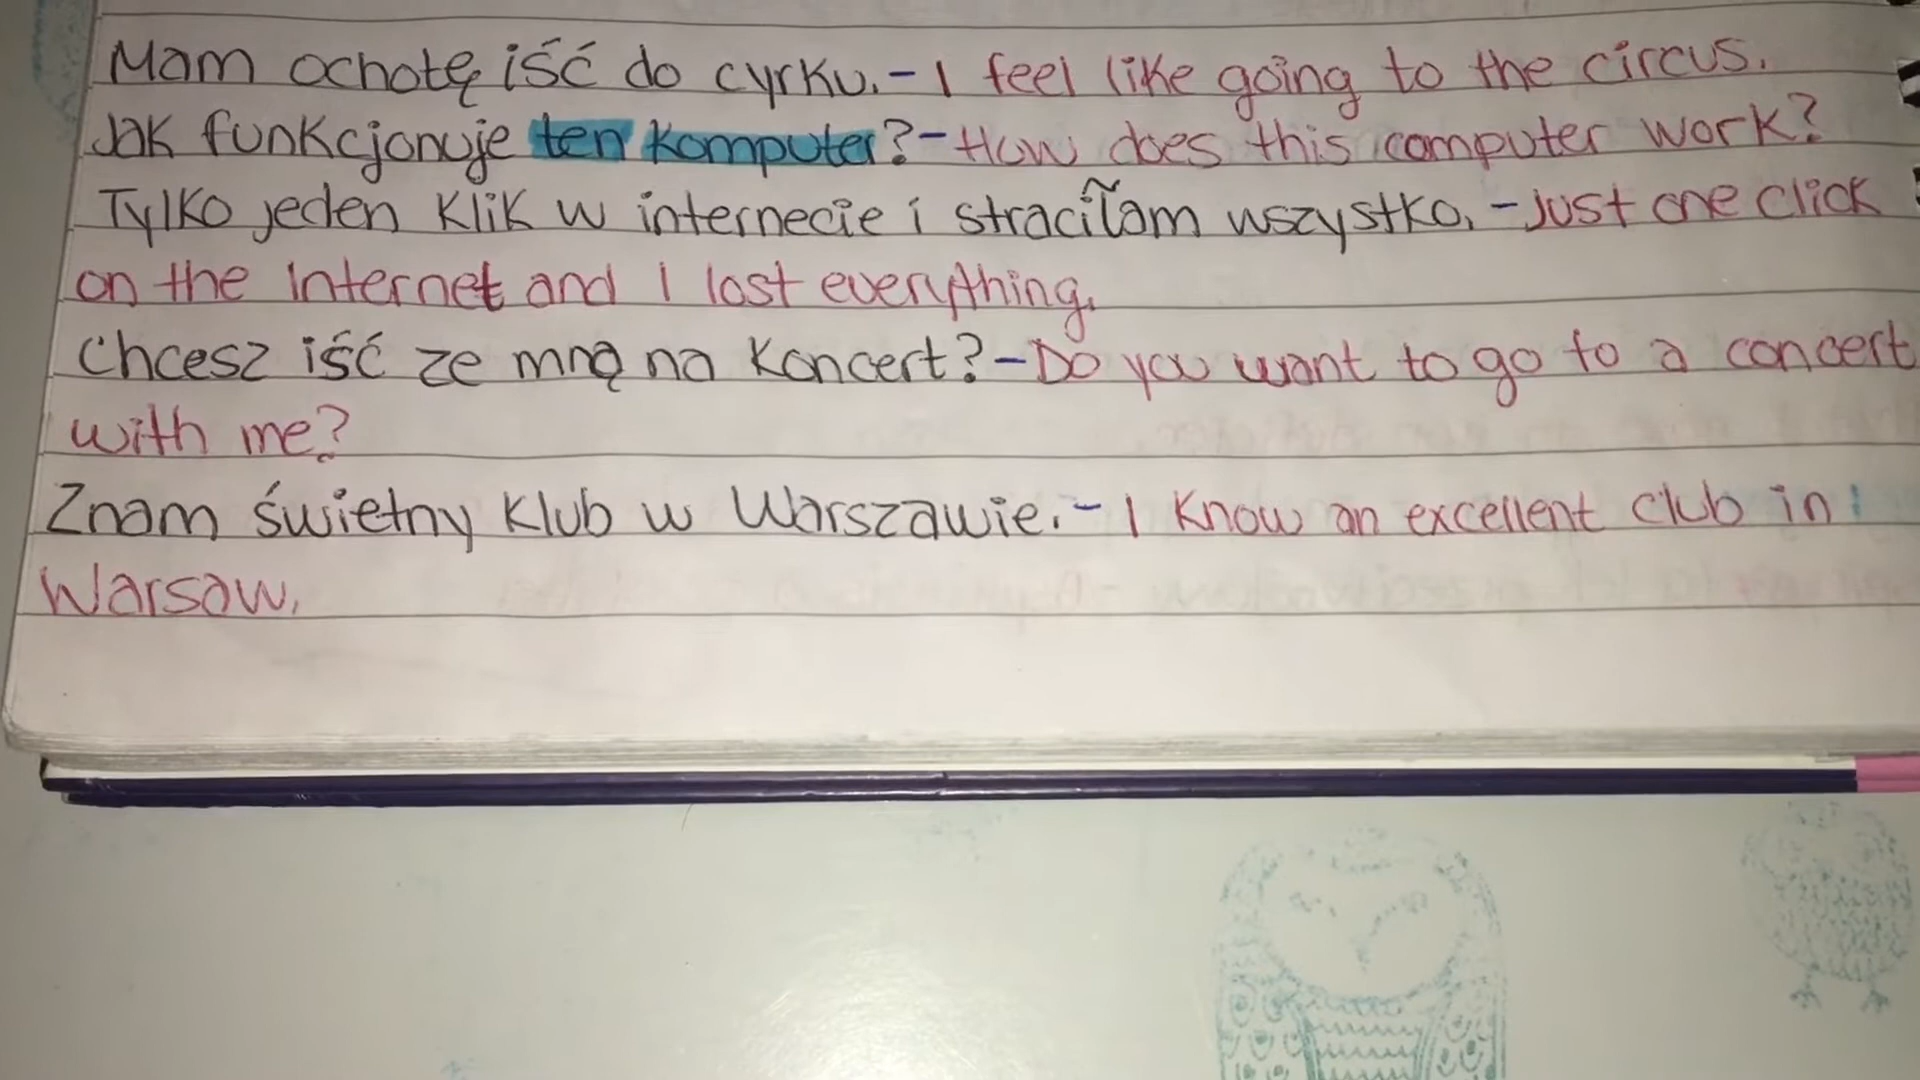 Mam ochotę iść do cyrku. - I feel like going to the circus.
Jak funkcjonuje ten komputer? - How does this computer work?
Tylko jeden klik w internecie i straciłam wszystko. - Just one click
on the Internet and I lost everything.
Chcesz iść ze mną na koncert? - Do you want to go to a concert
with me?
Znam świetny klub w Warszawie. - I know an excellent club in
Warsaw.